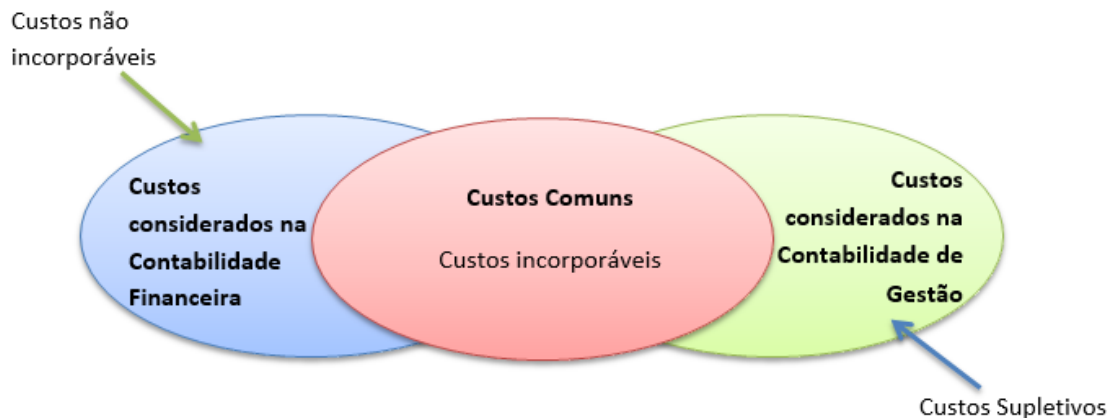 Custos não
incorporáveis
Custos
considerados na
Contabilidade
Financeira
Custos Comuns
Custos incorporáveis
Custos
considerados na
Contabilidade de
Gestão
Custos Supletivos